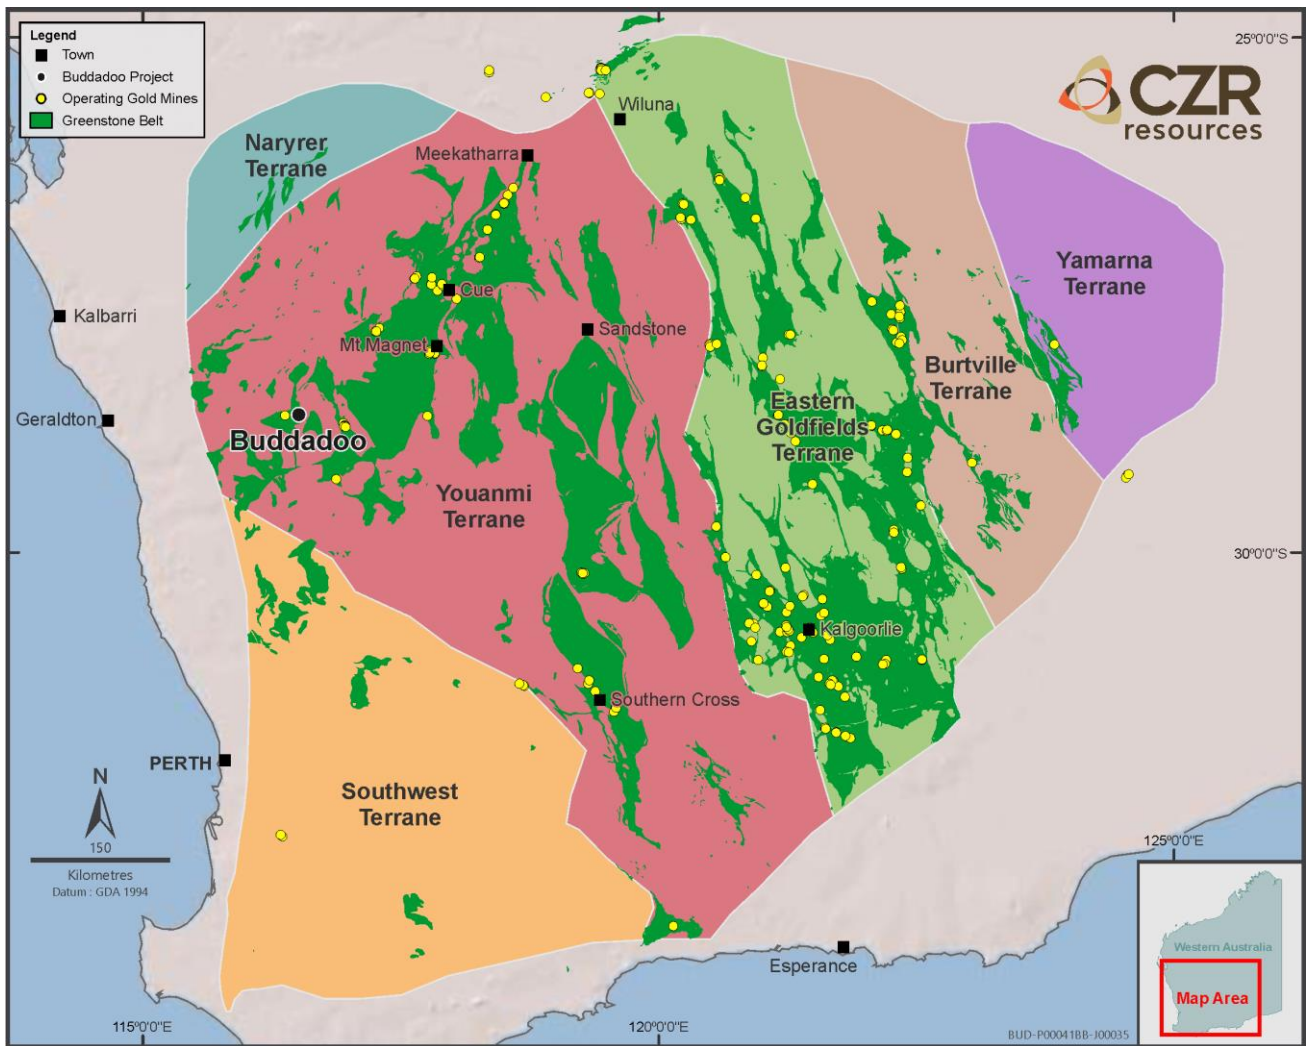 Legend
Town
Buddadoo Project
Operating Gold Mines
Greenstone Belt
25°0'0"S
CZR
resources
Wiluna
Naryrer
Terrane
Meekatharra
Yamarna
Terrane
Cue
Kalbarri
Sandstone
Mt Magnet
Burtville
Terrane
Geraldton
Eastern
Goldfields
Terrane
Buddadoo
Youanmi
Terrane
30°0'0"S
Kalgoorlie
Southern Cross
PERTH
N
Southwest
Terrane
150
Kilometres
Datum : GDA 1994
125°0'0"E
Western Australia
Map Area
Esperance
115°0'0"E
120°0'0"E
BUD-P00041BB-J00035